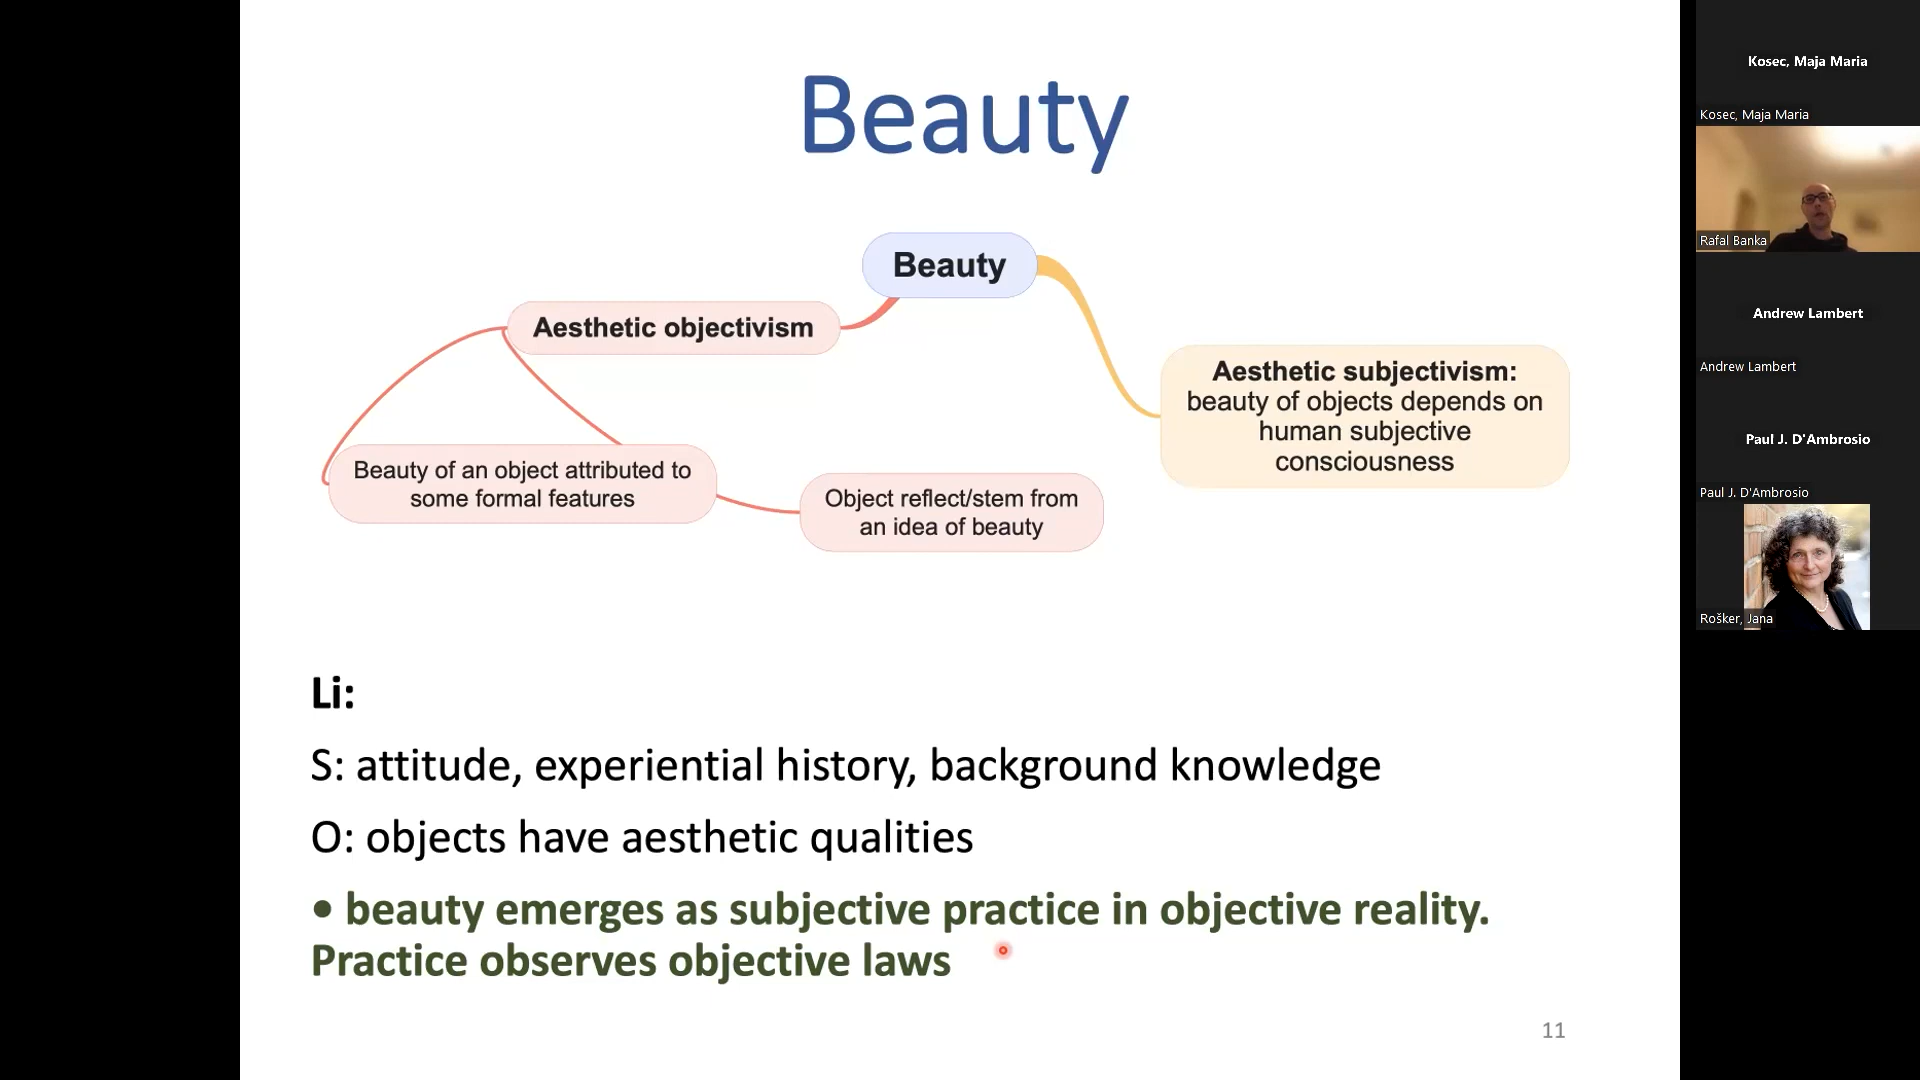 Beauty
Beauty
Aesthetic objectivism
Aesthetic subjectivism:
beauty of objects depends on
human subjective
consciousness
Beauty of an object attributed to
some formal features
Object reflect/stem from
an idea of beauty
Li:
S: attitude, experiential history, background knowledge
O: objects have aesthetic qualities
• beauty emerges as subjective practice in objective reality.
Practice observes objective laws
11
Kosec, Maja Maria
Kosec, Maja Maria
Rafal Banka
Andrew Lambert
Andrew Lambert
Paul J. D'Ambrosio
Paul J. D'Ambrosio
Rošker, Jana